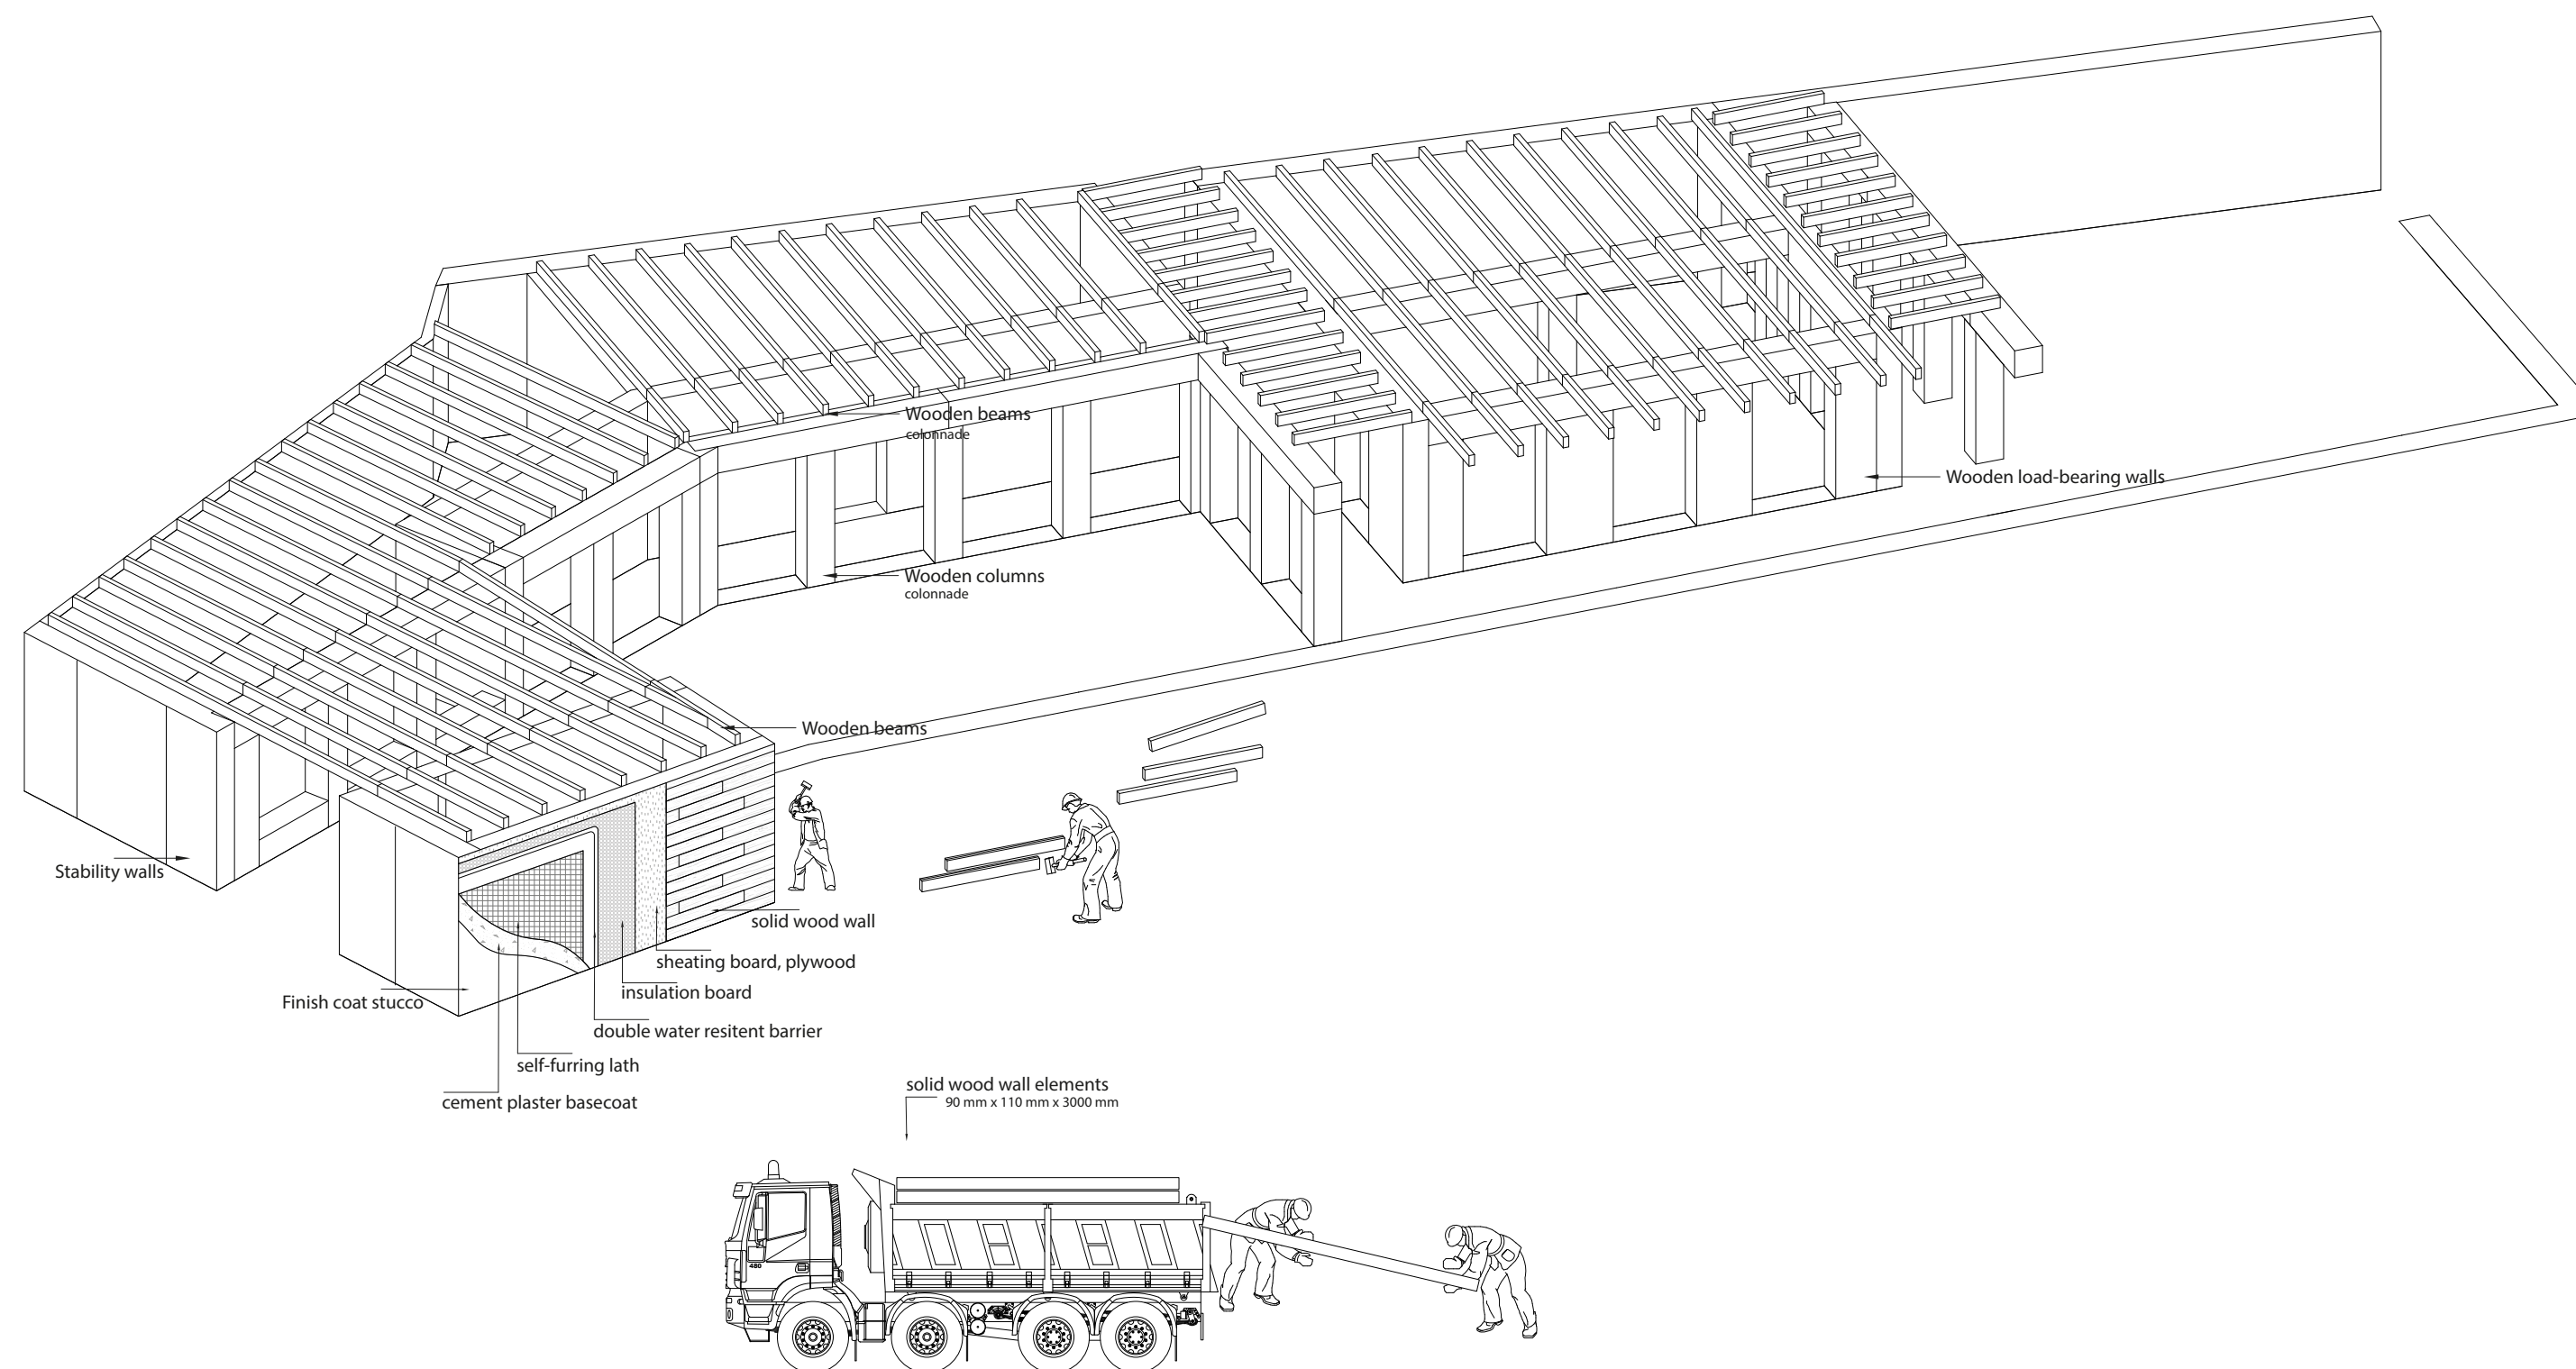 Wooden beams
colonnade
Wooden load-bearing walls
Wooden columns
colonnade
Wooden beams
Stability walls
solid wood wall
sheating board, plywood
insulation board
Finish coat stucco
double water resitent barrier
self-furring lath
cement plaster basecoat
solid wood wall elements
90 mm x 110 mm x 3000 mm
480